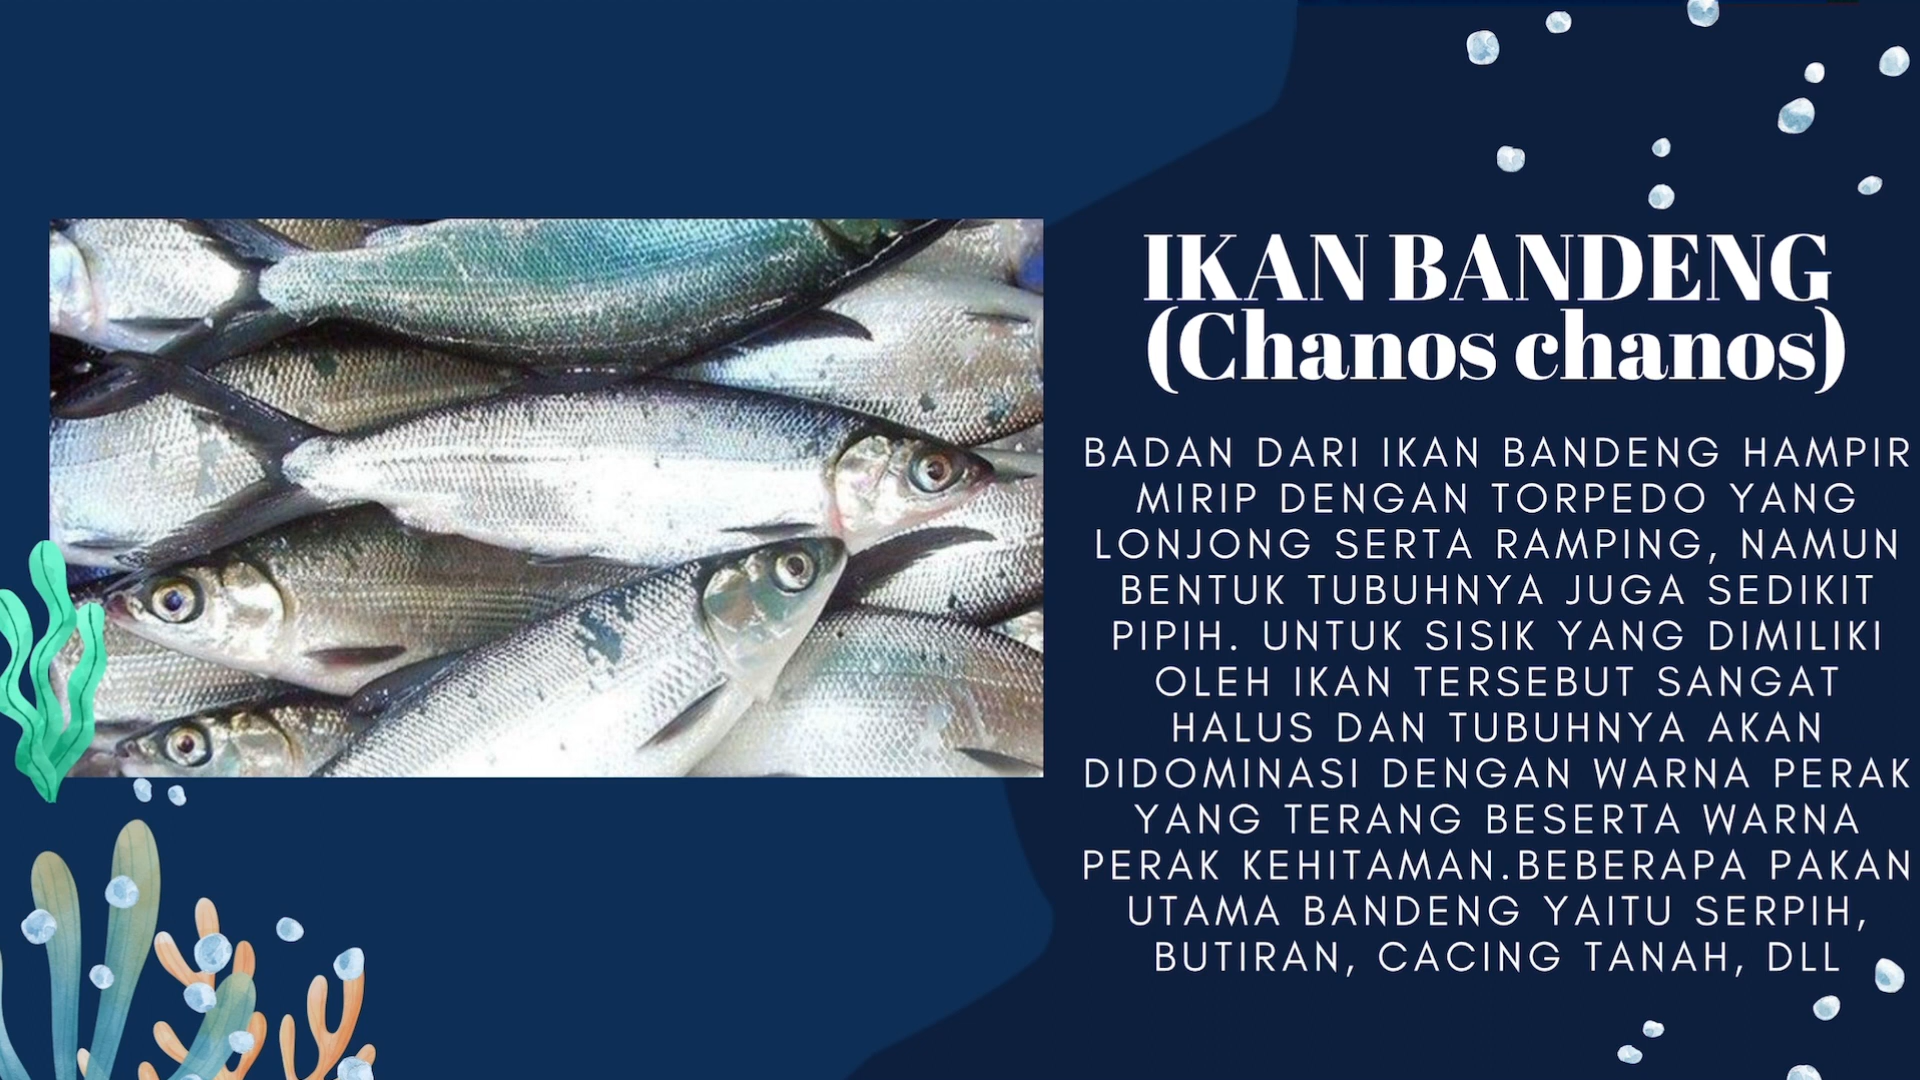 IKAN BANDENG
(Chanos chanos)
BADAN DARI IKAN BANDENG HAMPIR
MIRIP DENGAN TORPEDO YANG
LONJONG SERTA RAMPING, NAMUN
BENTUK TUBUHNYA JUGA SEDIKIT
PIPIH. UNTUK SISIK YANG DIMILIKI
OLEH IKAN TERSEBUT SANGAT
HALUS DAN TUBUHNYA AKAN
DIDOMINASI DENGAN WARNA PERAK
YANG TERANG BESERTA WARNA
PERAK KEHITAMAN.BEBERAPA PAKAN
UTAMA BANDENG YAITU SERPIH,
BUTIRAN, CACING TANAH, DLL